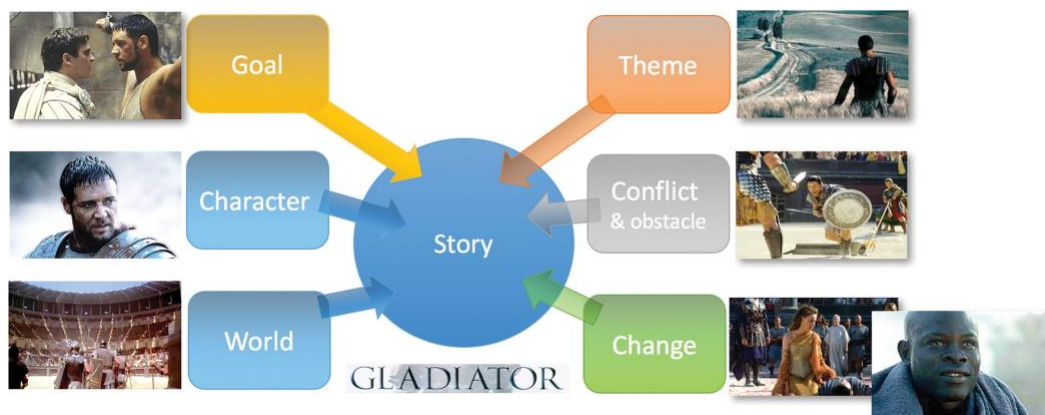 Goal
Theme
Character
Conflict
& obstacle
Story
World
Change
GLADIATOR